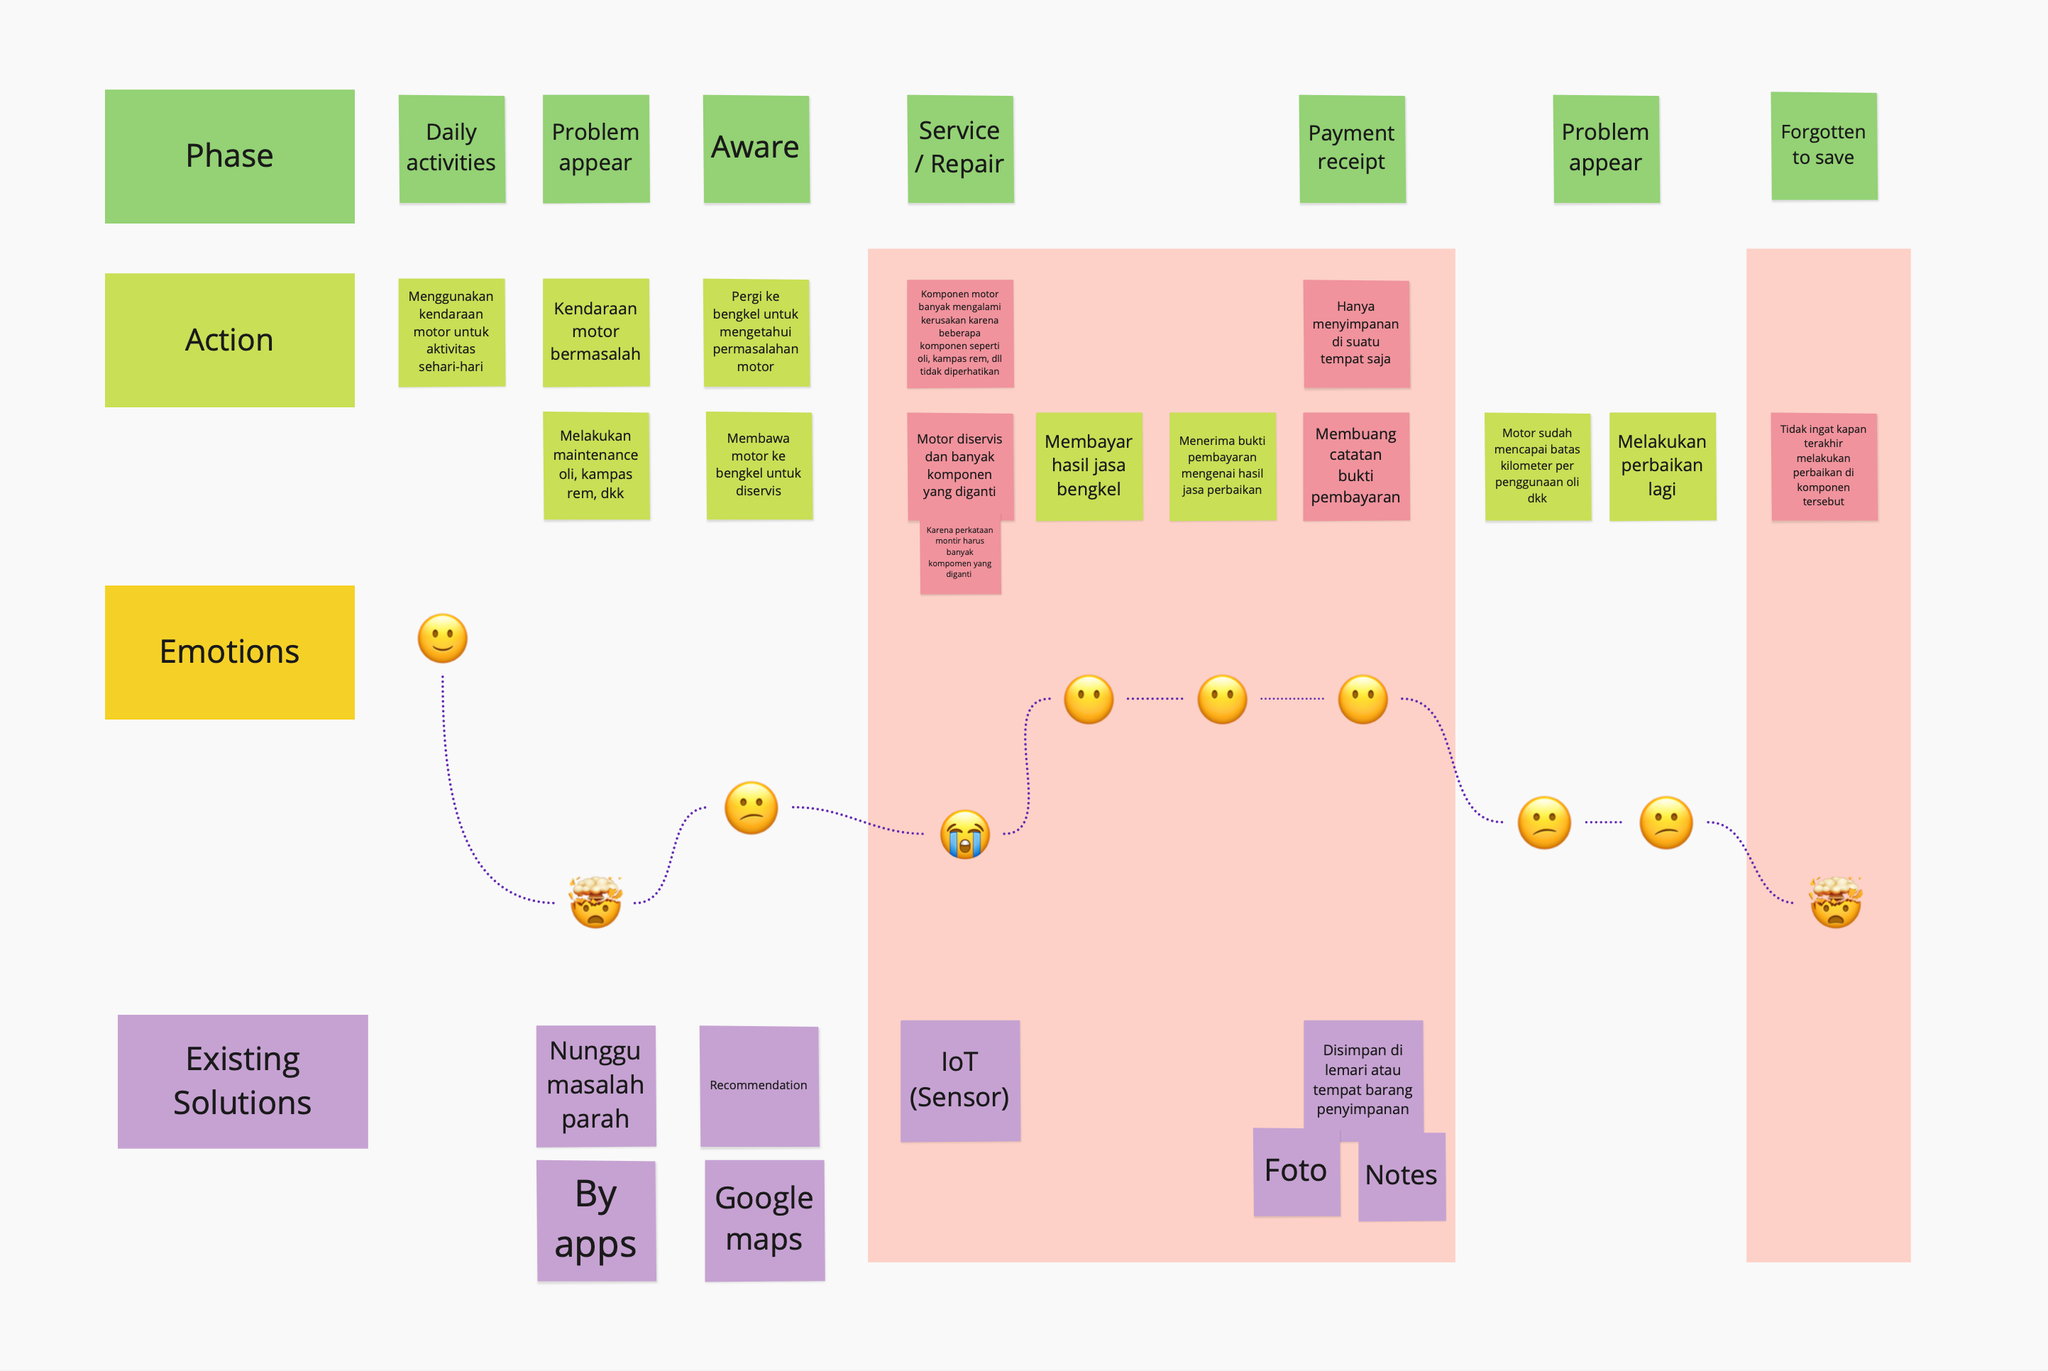 Phase
Daily
activities
Problem
appear
Aware
Service
/ Repair
Payment
receipt
Problem
appear
Forgotten
to save
Action
Menggunakan
kendaraan
motor untuk
aktivitas
sehari-hari
Kendaraan
motor
bermasalah
Pergi ke
bengkel untuk
mengetahui
permasalahan
motor
Komponen motor
banyak mengalami
kerusakan karena
beberapa
komponen seperti
oli, kampas rem, dll
tidak diperhatikan
Hanya
menyimpanan
di suatu
tempat saja
Melakukan
maintenance
oli, kampas
rem, dkk
Membawa
motor ke
bengkel untuk
diservis
Motor diservis
dan banyak
komponen
yang diganti
Membayar
hasil jasa
bengkel
Menerima bukti
pembayaran
mengenai hasil
jasa perbaikan
Membuang
catatan
bukti
pembayaran
Motor sudah
mencapai batas
kilometer per
penggunaan oli
dkk
Melakukan
perbaikan
lagi
Tidak ingat kapan
terakhir
melakukan
perbaikan di
komponen
tersebut
Karena perkataan
montir harus
banyak
kompomen yang
diganti
Emotions
Existing
Solutions
Nunggu
masalah
parah
Recommendation
IoT
(Sensor)
Disimpan di
lemari atau
tempat barang
penyimpanan
By
apps
Google
maps
Foto
Notes